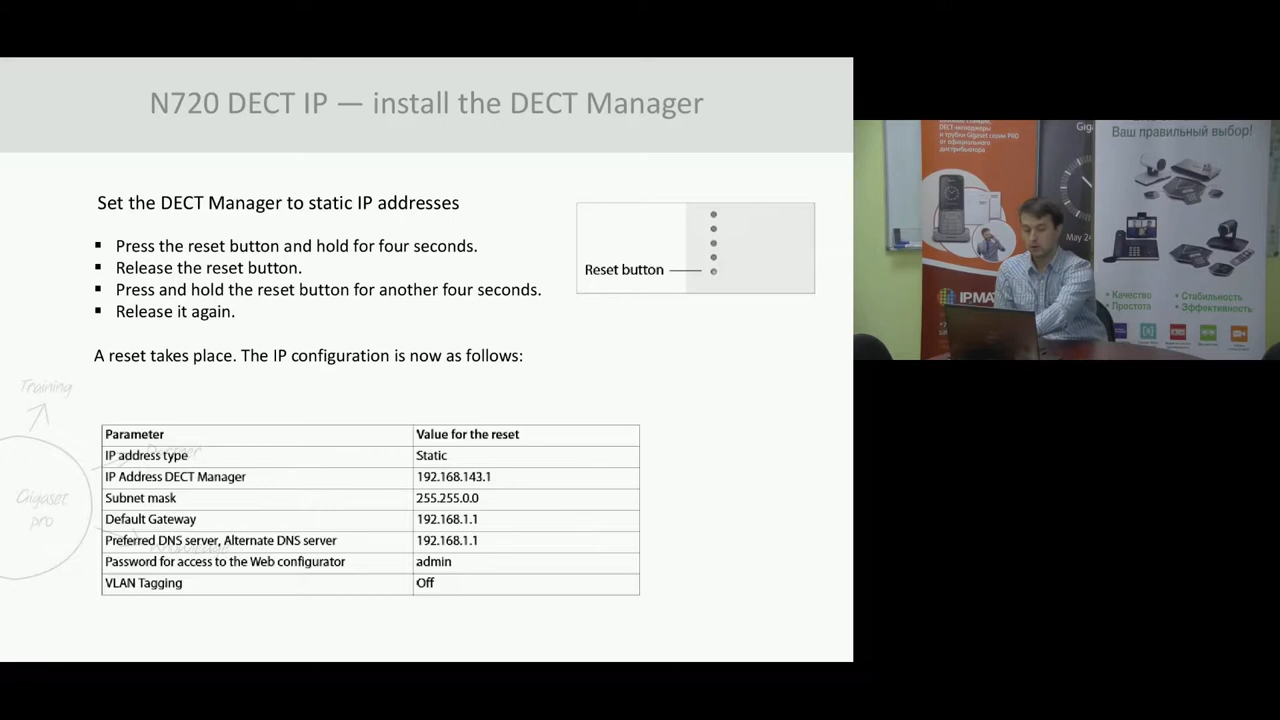 N720 DECT IP — install the DECT Manager
Set the DECT Manager to static IP addresses
▪ Press the reset button and hold for four seconds.
▪ Release the reset button.
▪ Press and hold the reset button for another four seconds.
▪ Release it again.
A reset takes place. The IP configuration is now as follows:
Reset button
Training
Gigaset
pro
Parameter Value for the reset
IP address type Static
IP Address DECT Manager 192.168.143.1
Subnet mask 255.255.0.0
Default Gateway 192.168.1.1
Preferred DNS server, Alternate DNS server 192.168.1.1
Password for access to the Web configurator admin
VLAN Tagging Off
DECT-менеджеры
и трубки Gigaset серии PRO
от официального
дистрибьютора
IP.MA
Gig
May 24
Ваш правильный выбор!
• Качество
• Простота
• Стабильность
• Эффективность